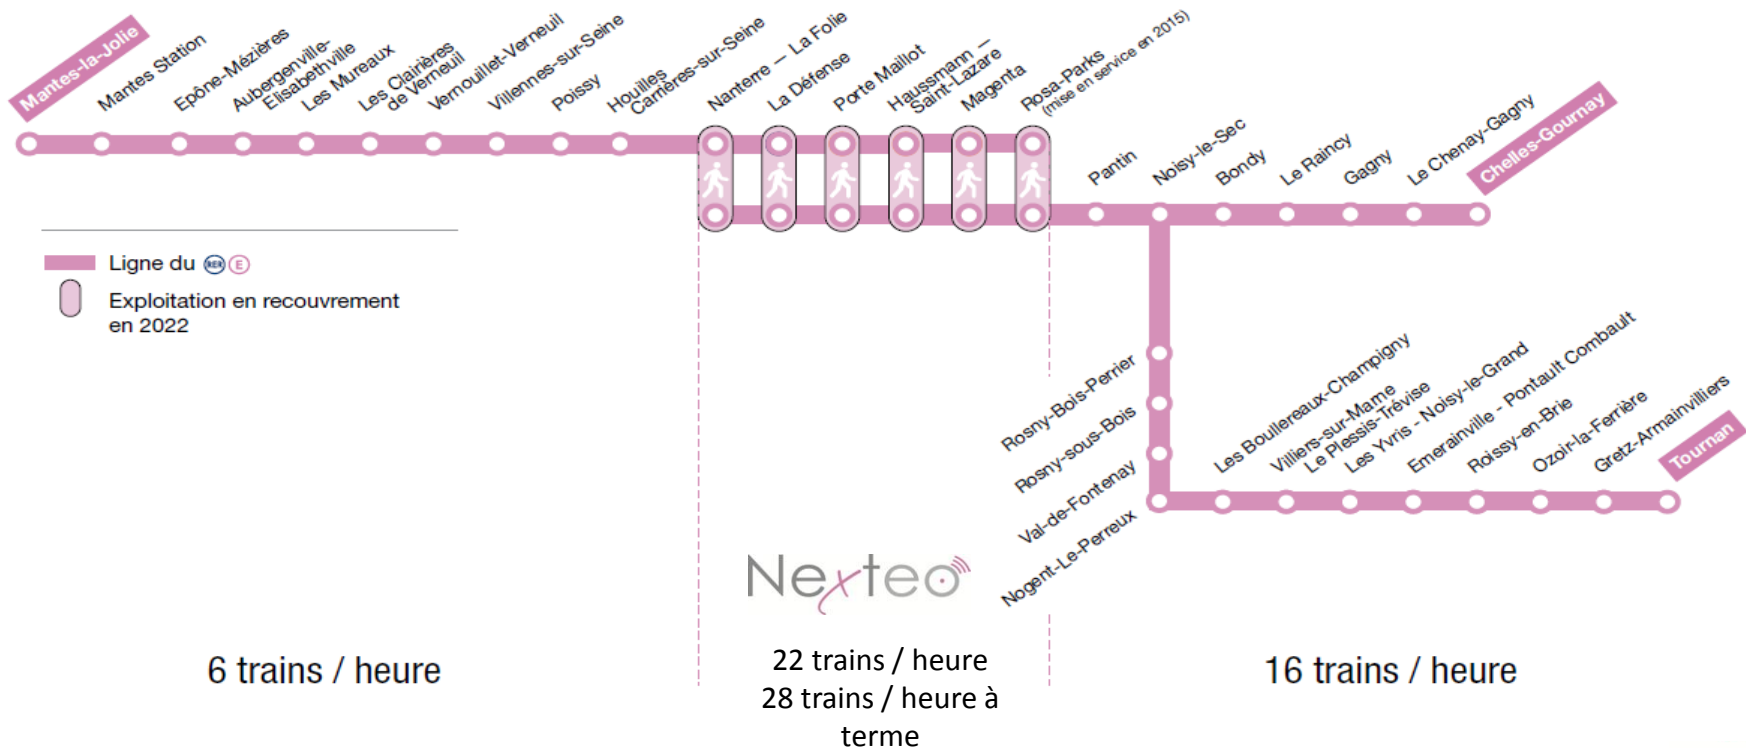 Mantes-la-Jolie
Mantes Station
Epône-Mézières
Aubergenville-
Elisabethville
Les Mureaux
Les Clairières
de Verneuil
Vernouillet-Verneuil
Villennes-sur-Seine
Poissy
Houilles
Carrières-sur-Seine
Nanterre – La Folie
La Défense
Porte Maillot
Haussmann –
Saint-Lazare
Magenta
Rosa-Parks
(mise en service en 2015)
Pantin
Noisy-le-Sec
Bondy
Le Raincy
Gagny
Le Chenay-Gagny
Chelles-Gournay
Ligne du RER E
Exploitation en recouvrement
en 2022
Rosny-Bois-Perrier
Rosny-sous-Bois
Val-de-Fontenay
Nogent-Le-Perreux
Les Boullereaux-Champigny
Villiers-sur-Marne
Le Plessis-Trévise
Les Yvris - Noisy-le-Grand
Emerainville - Pontault Combault
Roissy-en-Brie
Ozoir-la-Ferrière
Gretz-Armainvilliers
Tournan
Nexteo
6 trains / heure
22 trains / heure
28 trains / heure à
terme
16 trains / heure